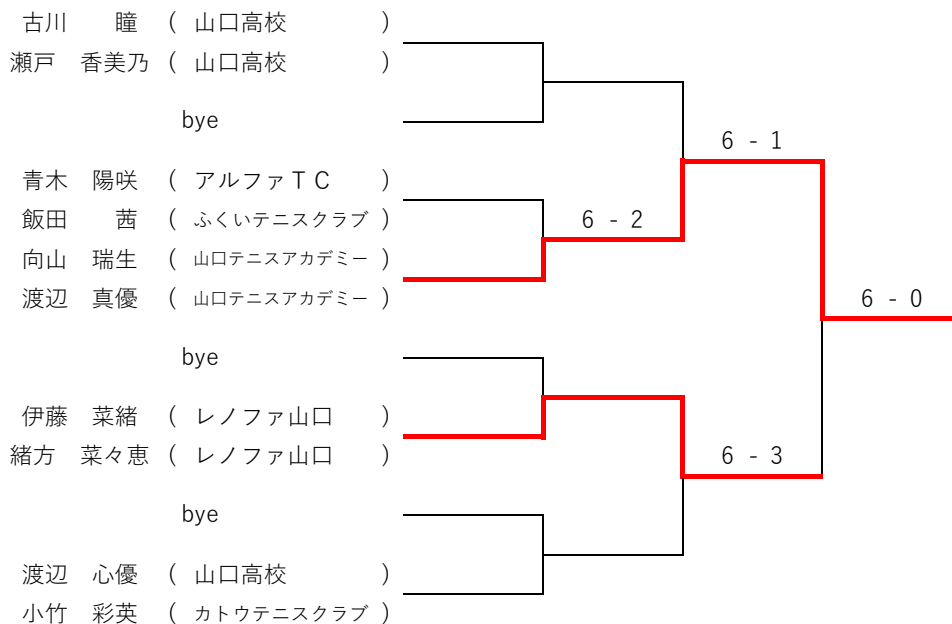 古川　　瞳 ( 山口高校 )
瀬戸　香美乃 ( 山口高校 )
bye
6 - 1
青木　陽咲 ( アルファＴＣ )
飯田　　茜 ( ふくいテニスクラブ ) 6 - 2
向山　瑞生 ( 山口テニスアカデミー )
渡辺　真優 ( 山口テニスアカデミー ) 6 - 0
bye
伊藤　菜緒 ( レノファ山口 )
緒方　菜々恵 ( レノファ山口 ) 6 - 3
bye
渡辺　心優 ( 山口高校 )
小竹　彩英 ( カトウテニスクラブ )